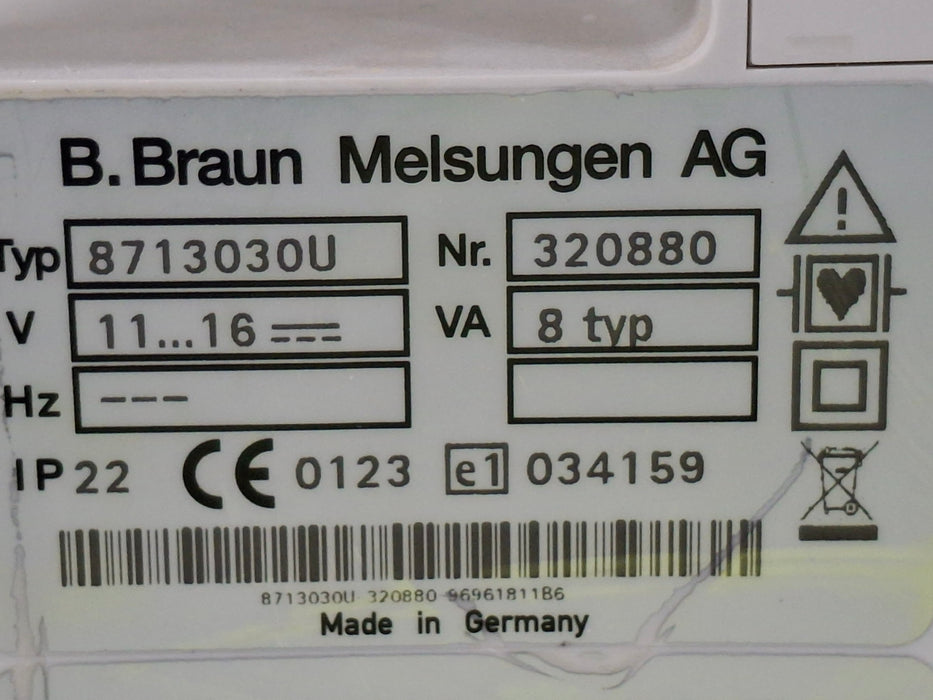 B. Braun Melsungen AG
Typ 8713030U Nr. 320880
V 11...16 VA 8 typ
Hz ---
IP22 CE 0123 e1 034159
8713030U 320880 96961811B6
Made in Germany